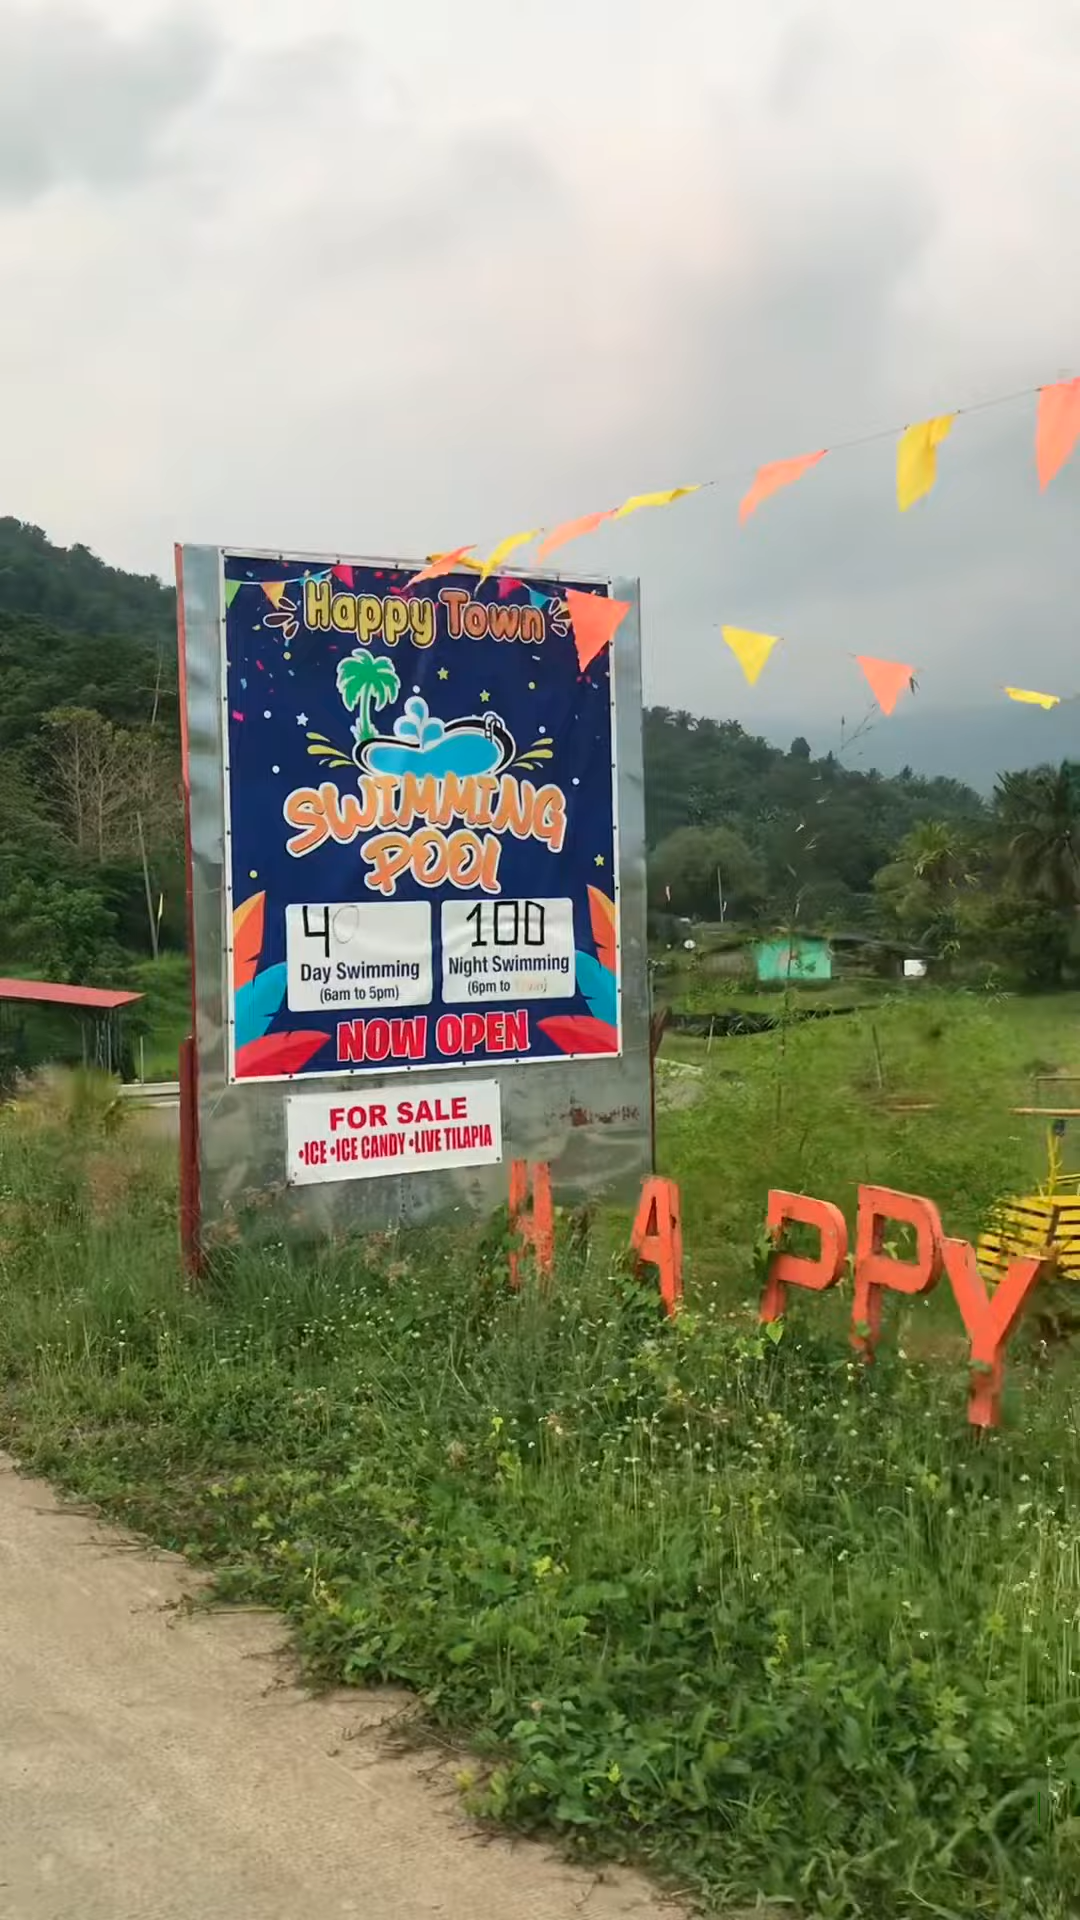 Happy Town
SWIMMING
POOL
40
Day Swimming
(6am to 5pm)
100
Night Swimming
(6pm to
NOW OPEN
FOR SALE
•ICE •ICE CANDY •LIVE TILAPIA
HAPPY